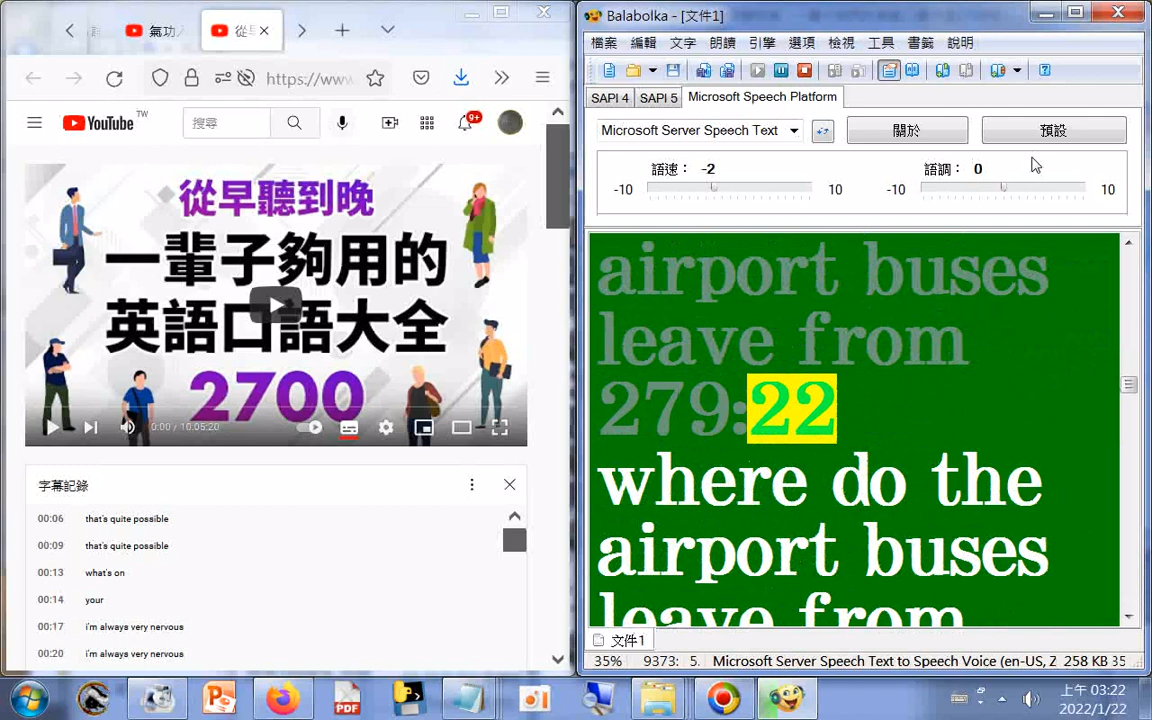 氣功
從
https://www
YouTube TW
搜尋
9+
從早聽到晚
一輩子夠用的
英語口語大全
2700
0:00 / 10:05:20
字幕記錄
00:06 that's quite possible
00:09 that's quite possible
00:13 what's on
00:14 your
00:17 i'm always very nervous
00:20 i'm always very nervous
Balabolka - [文件1]
檔案 編輯 文字 朗讀 引擎 選項 檢視 工具 書籤 說明
SAPI 4 SAPI 5 Microsoft Speech Platform
Microsoft Server Speech Text 關於 預設
語速： -2 語調： 0
-10 10 -10 10
airport buses
leave from
279:22
where do the
airport buses
leave from
文件1
35% 9373: 5. Microsoft Server Speech Text to Speech Voice (en-US, Z 258 KB 35
PDF
上午 03:22
2022/1/22